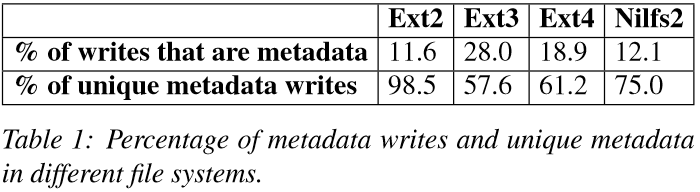 Ext2 Ext3 Ext4 Nilfs2
% of writes that are metadata 11.6 28.0 18.9 12.1
% of unique metadata writes 98.5 57.6 61.2 75.0
Table 1: Percentage of metadata writes and unique metadata
in different file systems.